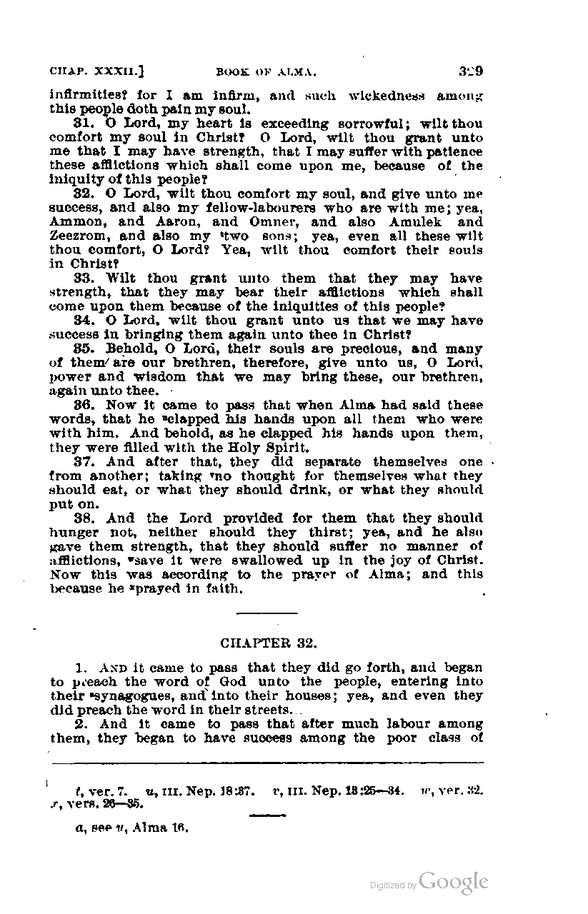 CHAP. XXXII.] BOOK OF ALMA. 329
infirmities? for I am infirm, and such wickedness among
this people doth pain my soul.
31. O Lord, my heart is exceeding sorrowful; wilt thou
comfort my soul in Christ? O Lord, wilt thou grant unto
me that I may have strength, that I may suffer with patience
these afflictions which shall come upon me, because of the
iniquity of this people?
32. O Lord, wilt thou comfort my soul, and give unto me
success, and also my fellow-labourers who are with me; yea,
Ammon, and Aaron, and Omner, and also Amulek and
Zeezrom, and also my ᵗtwo sons; yea, even all these wilt
thou comfort, O Lord? Yea, wilt thou comfort their souls
in Christ?
33. Wilt thou grant unto them that they may have
strength, that they may bear their afflictions which shall
come upon them because of the iniquities of this people?
34. O Lord, wilt thou grant unto us that we may have
success in bringing them again unto thee in Christ?
35. Behold, O Lord, their souls are precious, and many
of them are our brethren, therefore, give unto us, O Lord,
power and wisdom that we may bring these, our brethren,
again unto thee.
36. Now it came to pass that when Alma had said these
words, that he ᵘclapped his hands upon all them who were
with him. And behold, as he clapped his hands upon them,
they were filled with the Holy Spirit.
37. And after that, they did separate themselves one
from another; taking ᵛno thought for themselves what they
should eat, or what they should drink, or what they should
put on.
38. And the Lord provided for them that they should
hunger not, neither should they thirst; yea, and he also
gave them strength, that they should suffer no manner of
afflictions, ʷsave it were swallowed up in the joy of Christ.
Now this was according to the prayer of Alma; and this
because he ˣprayed in faith.
CHAPTER 32.
1. AND it came to pass that they did go forth, and began
to preach the word of God unto the people, entering into
their ᵃsynagogues, and into their houses; yea, and even they
did preach the word in their streets.
2. And it came to pass that after much labour among
them, they began to have success among the poor class of
t, ver. 7. u, III. Nep. 18:37. v, III. Nep. 13:25—34. w, ver. 32.
x, vers. 26—35.
a, see u, Alma 16.
Digitized by Google